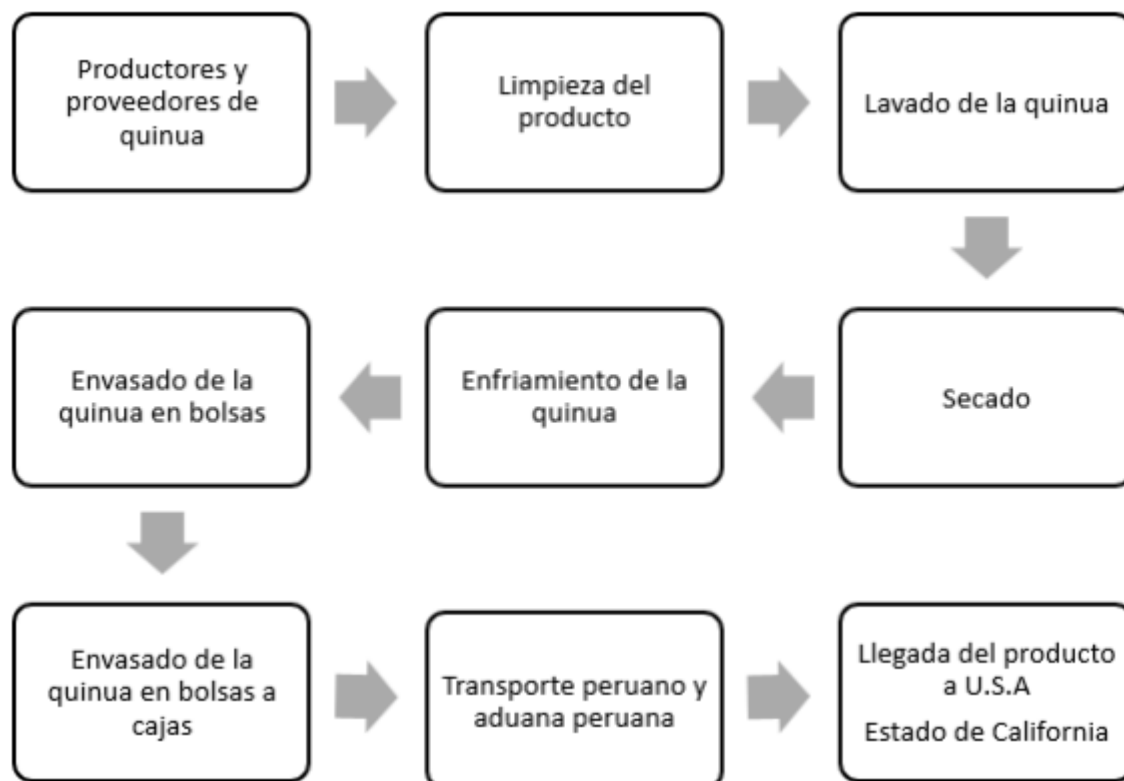 Productores y
proveedores de
quinua
Limpieza del
producto
Lavado de la quinua
Secado
Enfriamiento de la
quinua
Envasado de la
quinua en bolsas
Envasado de la
quinua en bolsas a
cajas
Transporte peruano y
aduana peruana
Llegada del producto
a U.S.A
Estado de California